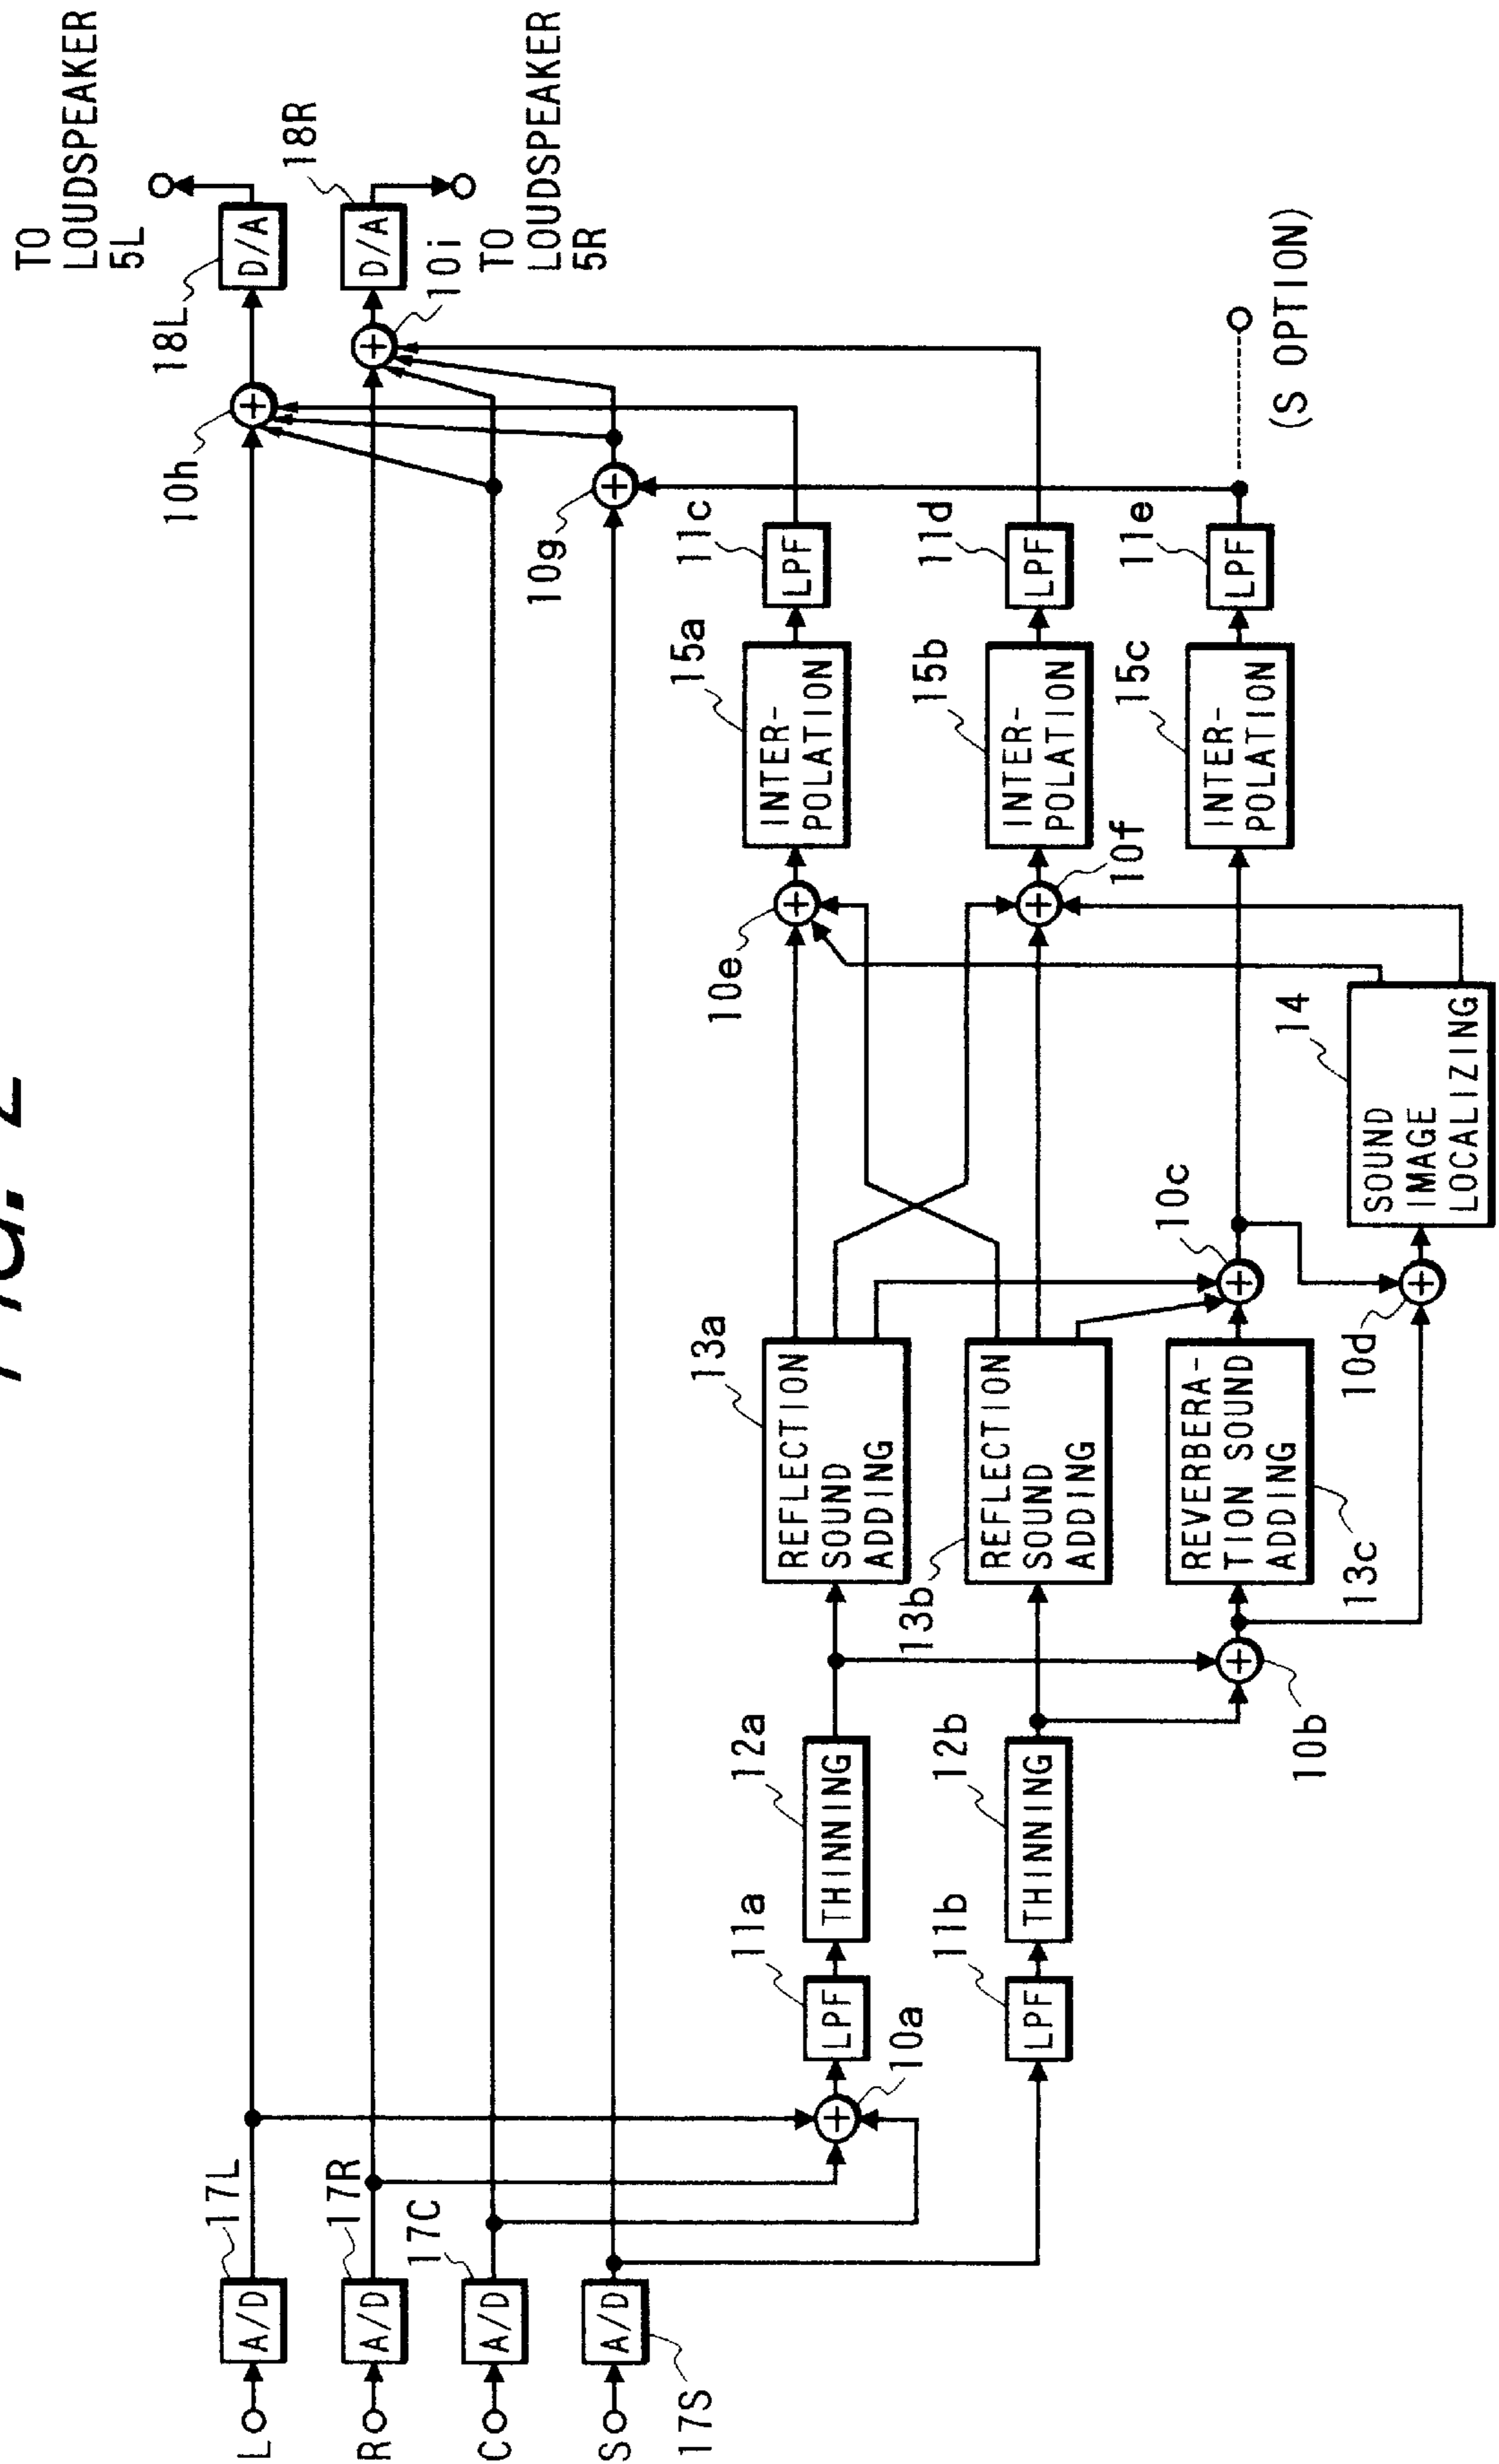 FIG. 2
L
A/D
17L
R
A/D
17R
C
A/D
17C
S
A/D
17S
10a
LPF
11a
THINNING
12a
LPF
11b
THINNING
12b
10b
REFLECTION
SOUND
ADDING
13a
REFLECTION
SOUND
ADDING
13b
REVERBERA-
TION SOUND
ADDING
13c
10c
10d
SOUND
IMAGE
LOCALIZING
14
10e
10f
INTER-
POLATION
15a
INTER-
POLATION
15b
INTER-
POLATION
15c
LPF
11c
LPF
11d
LPF
11e
10g
10h
10i
D/A
18L
D/A
18R
TO
LOUDSPEAKER
5L
TO
LOUDSPEAKER
5R
(S OPTION)